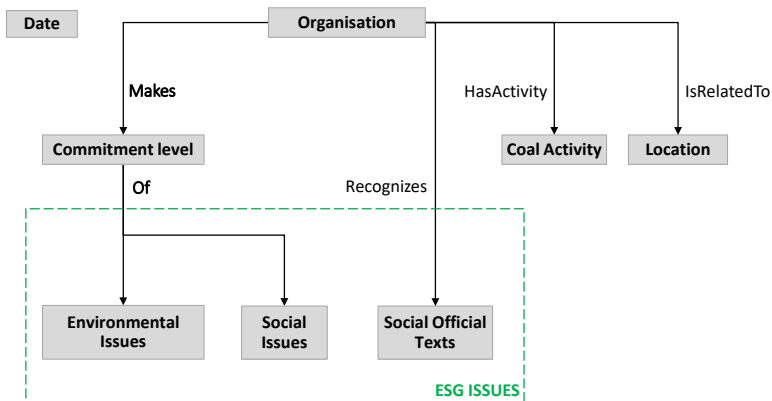 Date
Organisation
Makes
HasActivity
IsRelatedTo
Commitment level
Coal Activity
Location
Of
Recognizes
Environmental
Issues
Social
Issues
Social Official
Texts
ESG ISSUES